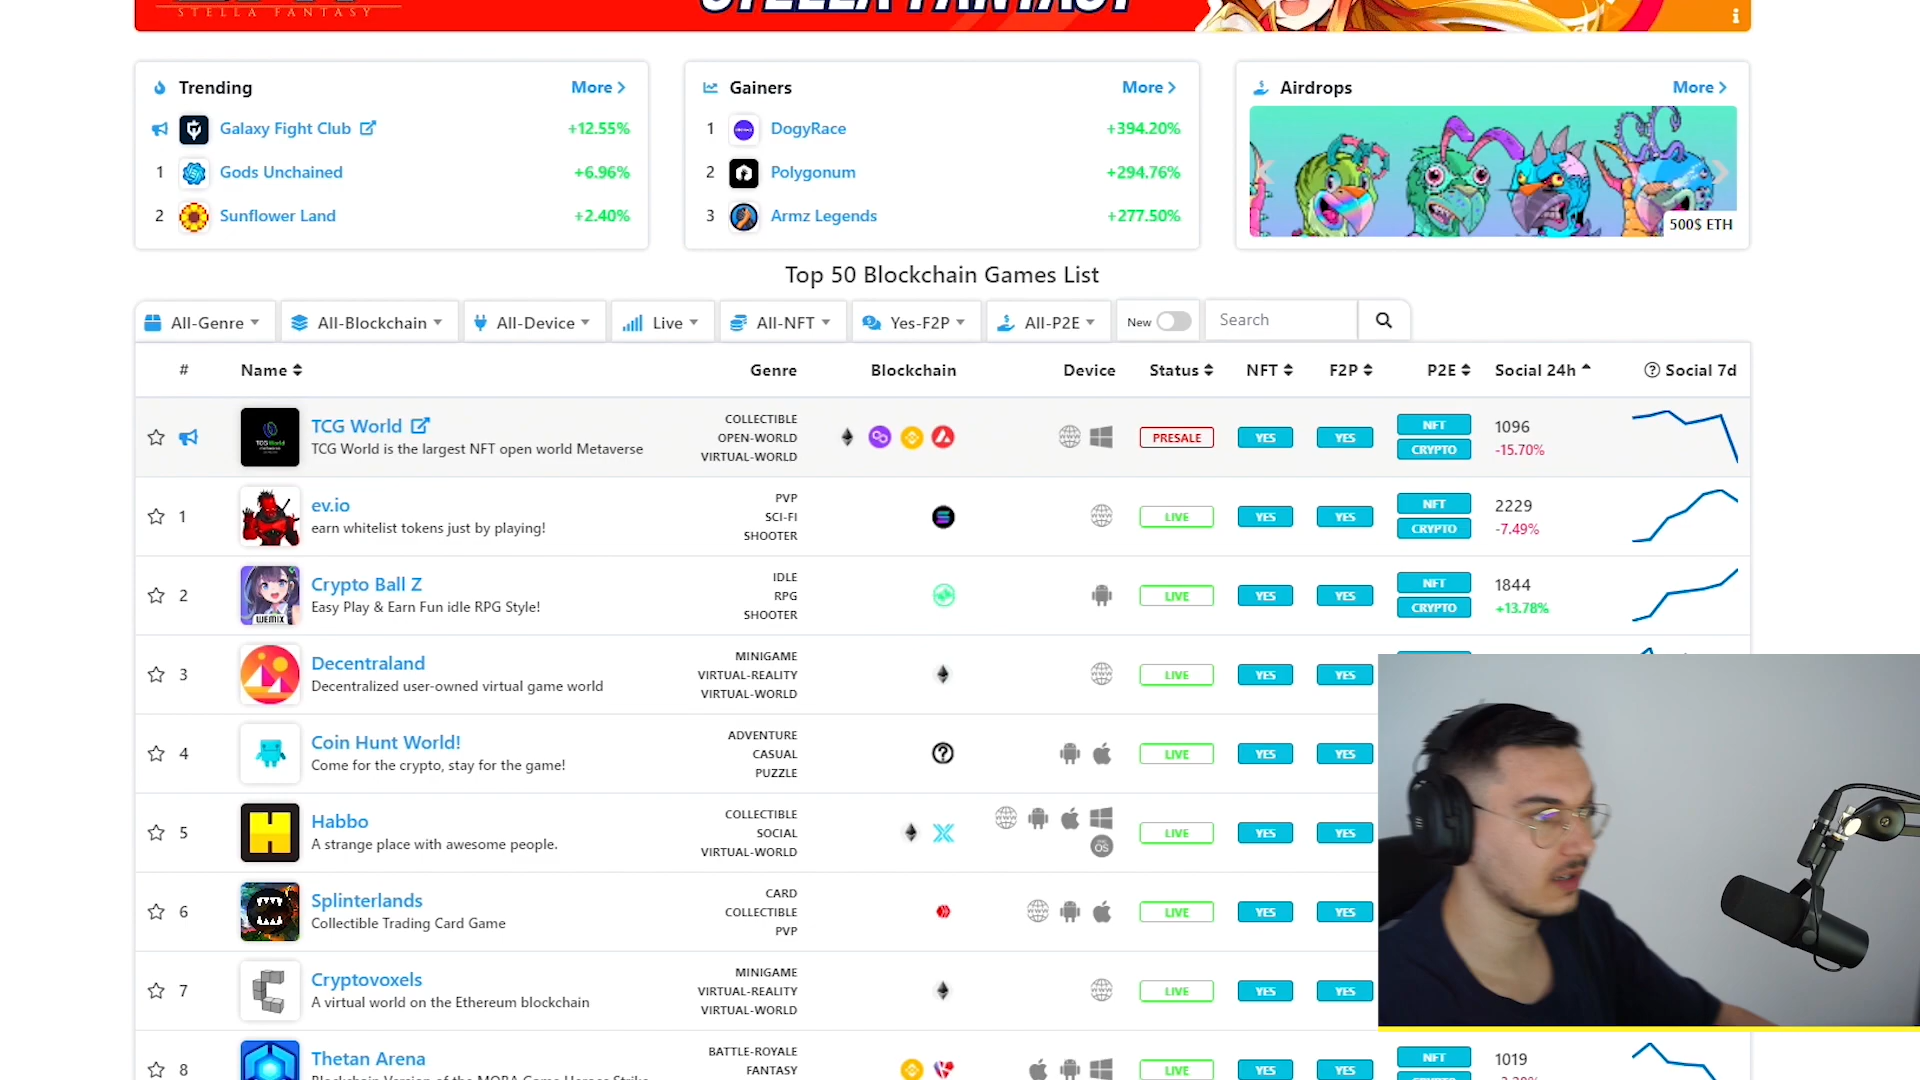 STELLA FANTASY
STELLA FANTASY
i
Trending
More
Galaxy Fight Club
+12.55%
1
Gods Unchained
+6.96%
2
Sunflower Land
+2.40%
Gainers
More
1
DogyRace
+394.20%
2
Polygonum
+294.76%
3
Armz Legends
+277.50%
Airdrops
More
500$ ETH
Top 50 Blockchain Games List
All-Genre
All-Blockchain
All-Device
Live
All-NFT
Yes-F2P
All-P2E
New
Search
# Name Genre Blockchain Device Status NFT F2P P2E Social 24h ? Social 7d
TCG World
TCG World is the largest NFT open world Metaverse
COLLECTIBLE
OPEN-WORLD
VIRTUAL-WORLD
PRESALE YES YES
NFT
CRYPTO
1096
-15.70%
1
ev.io
earn whitelist tokens just by playing!
PVP
SCI-FI
SHOOTER
LIVE YES YES
NFT
CRYPTO
2229
-7.49%
2
WEMIX
Crypto Ball Z
Easy Play & Earn Fun idle RPG Style!
IDLE
RPG
SHOOTER
LIVE YES YES
NFT
CRYPTO
1844
+13.78%
3
Decentraland
Decentralized user-owned virtual game world
MINIGAME
VIRTUAL-REALITY
VIRTUAL-WORLD
LIVE YES YES
4
Coin Hunt World!
Come for the crypto, stay for the game!
ADVENTURE
CASUAL
PUZZLE
LIVE YES YES
5
Habbo
A strange place with awesome people.
COLLECTIBLE
SOCIAL
VIRTUAL-WORLD
LIVE YES YES
6
Splinterlands
Collectible Trading Card Game
CARD
COLLECTIBLE
PVP
LIVE YES YES
7
Cryptovoxels
A virtual world on the Ethereum blockchain
MINIGAME
VIRTUAL-REALITY
VIRTUAL-WORLD
LIVE YES YES
8
Thetan Arena
BATTLE-ROYALE
FANTASY
LIVE YES YES
NFT
1019